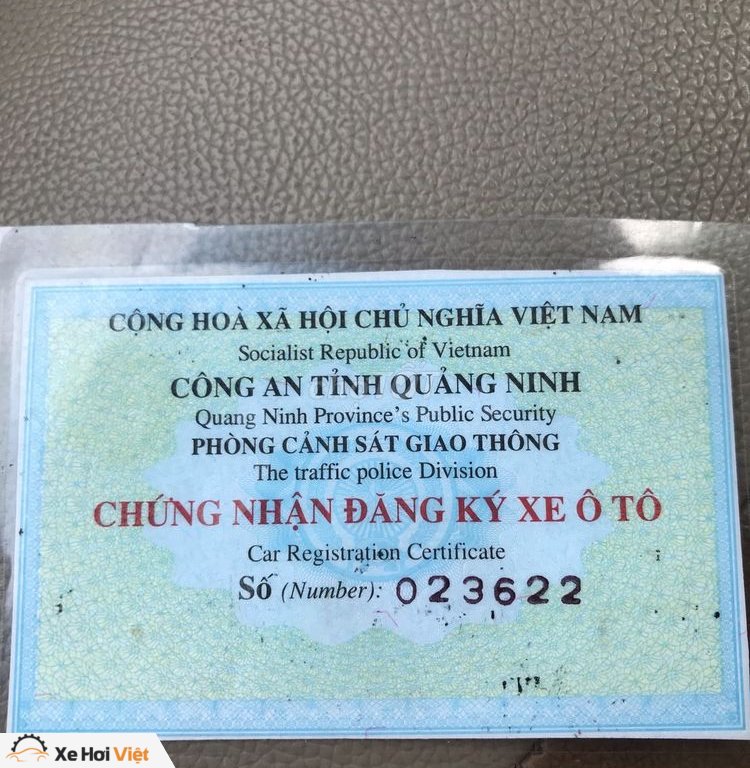 CỘNG HOÀ XÃ HỘI CHỦ NGHĨA VIỆT NAM
Socialist Republic of Vietnam
CÔNG AN TỈNH QUẢNG NINH
Quang Ninh Province's Public Security
PHÒNG CẢNH SÁT GIAO THÔNG
The traffic police Division
CHỨNG NHẬN ĐĂNG KÝ XE Ô TÔ
Car Registration Certificate
Số (Number): 023622
Xe Hơi Việt